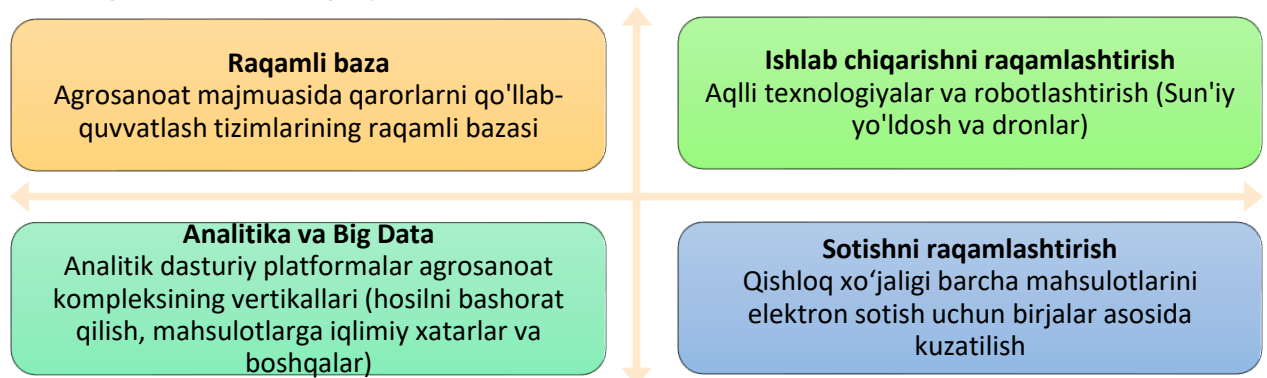 Raqamli baza
Agrosanoat majmuasida qarorlarni qo'llab-
quvvatlash tizimlarining raqamli bazasi
Ishlab chiqarishni raqamlashtirish
Aqlli texnologiyalar va robotlashtirish (Sun'iy
yo'ldosh va dronlar)
Analitika va Big Data
Analitik dasturiy platformalar agrosanoat
kompleksining vertikallari (hosilni bashorat
qilish, mahsulotlarga iqlimiy xatarlar va
boshqalar)
Sotishni raqamlashtirish
Qishloq xo‘jaligi barcha mahsulotlarini
elektron sotish uchun birjalar asosida
kuzatilish